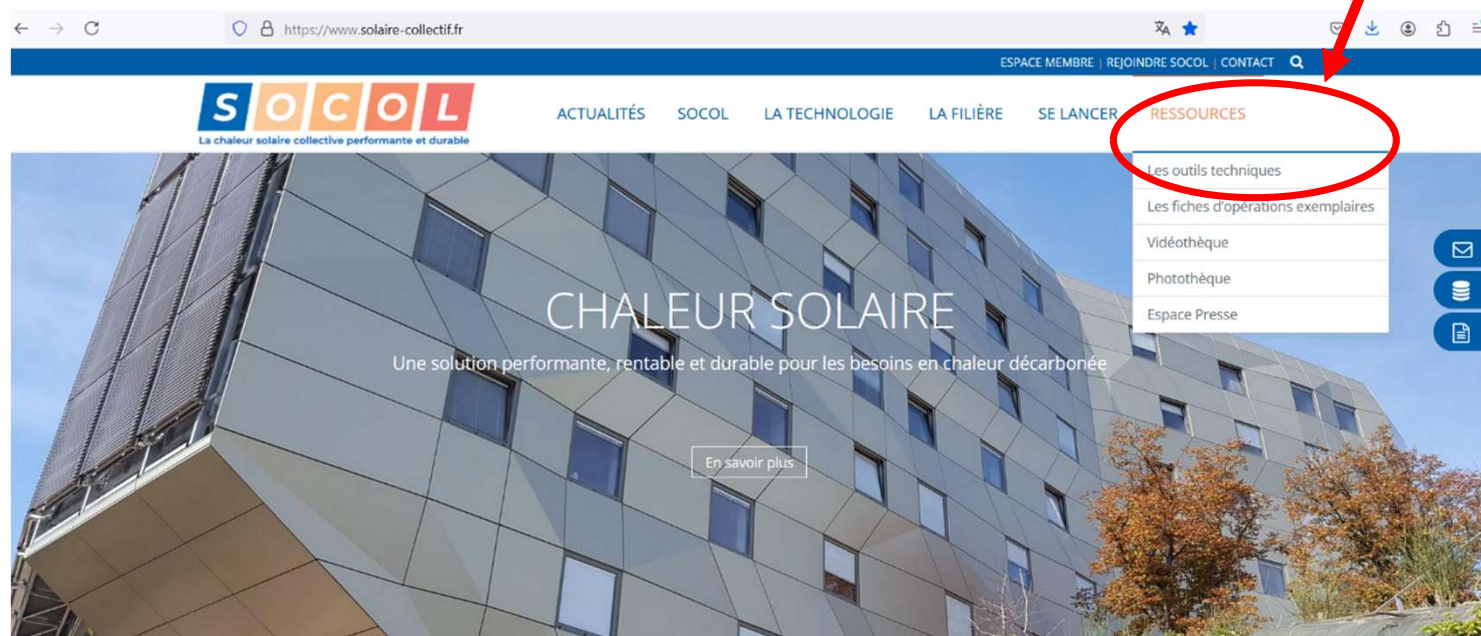 https://www.solaire-collectif.fr
ESPACE MEMBRE | REJOINDRE SOCOL | CONTACT
SOCOL
La chaleur solaire collective performante et durable
ACTUALITÉS SOCOL LA TECHNOLOGIE LA FILIÈRE SE LANCER RESSOURCES
Les outils techniques
Les fiches d'opérations exemplaires
Vidéothèque
Photothèque
Espace Presse
CHALEUR SOLAIRE
Une solution performante, rentable et durable pour les besoins en chaleur décarbonée
En savoir plus